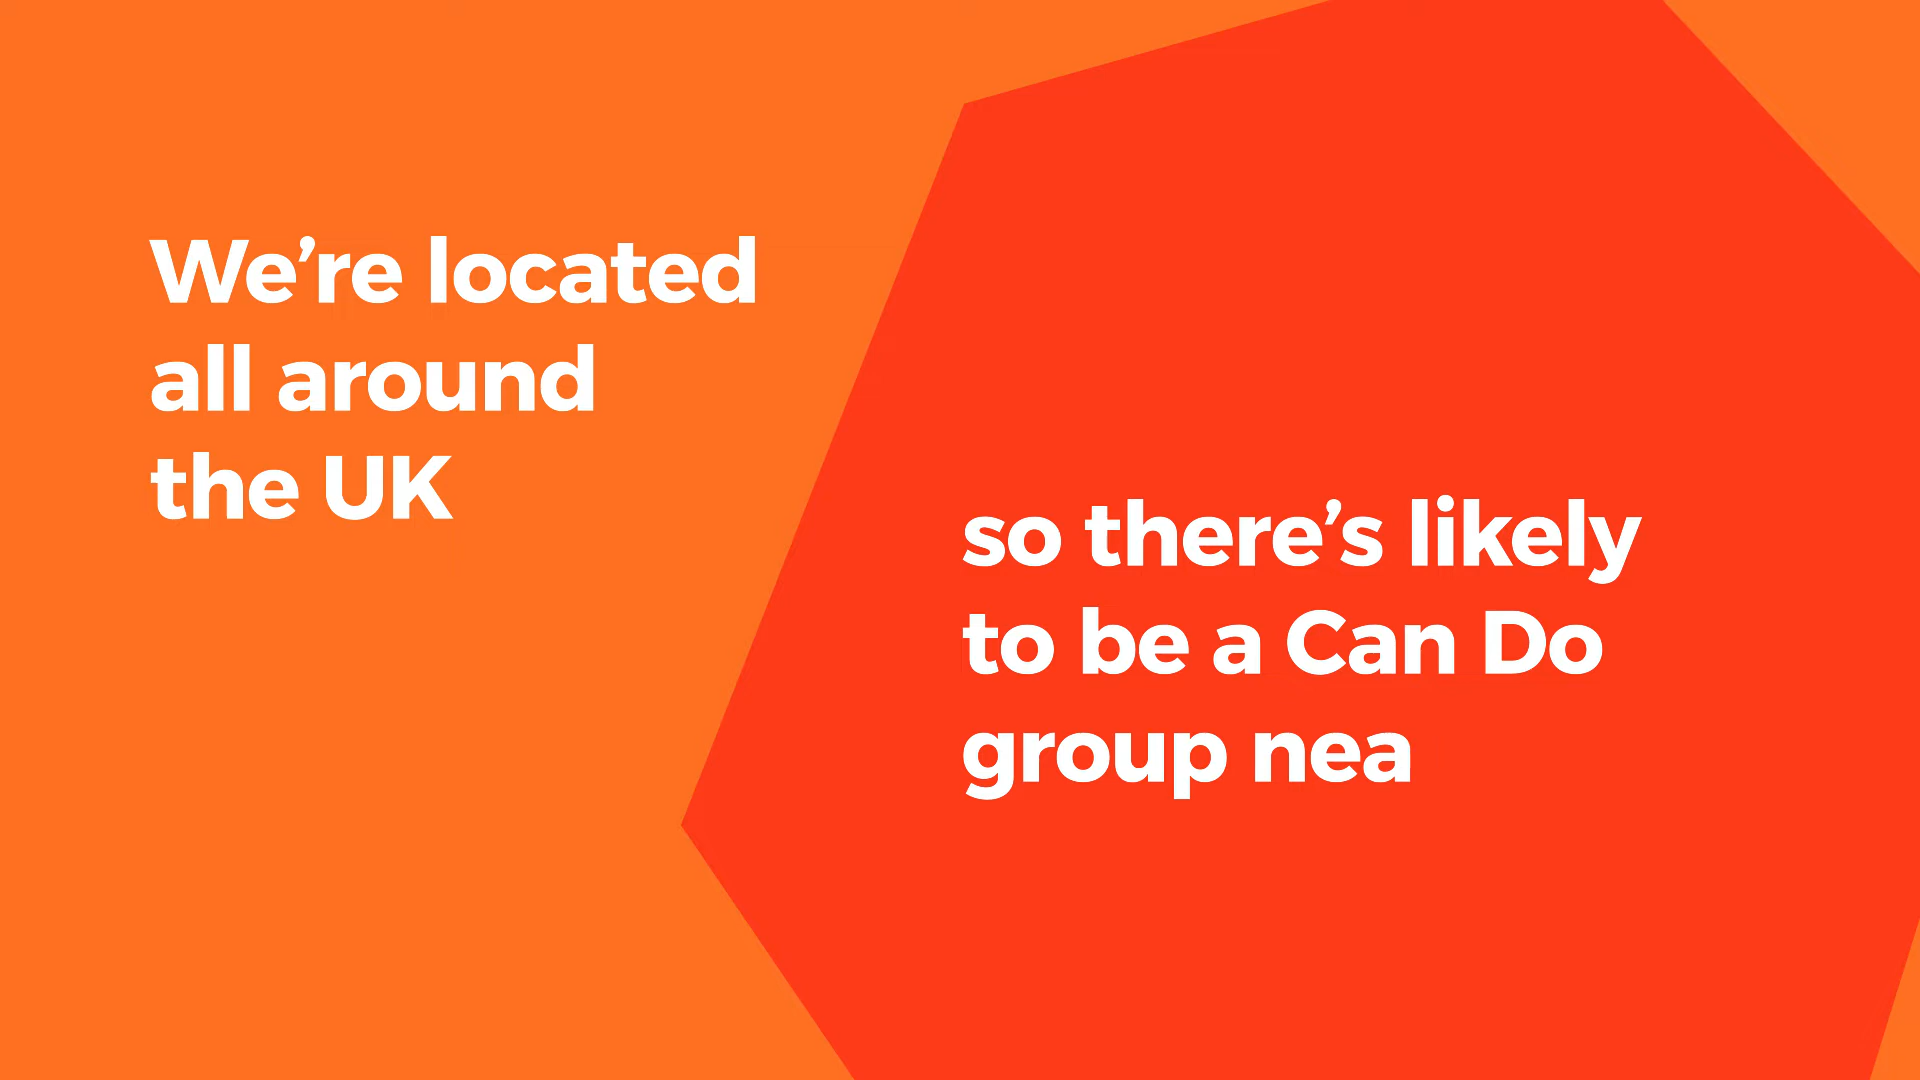 We’re located
all around
the UK
so there’s likely
to be a Can Do
group nea